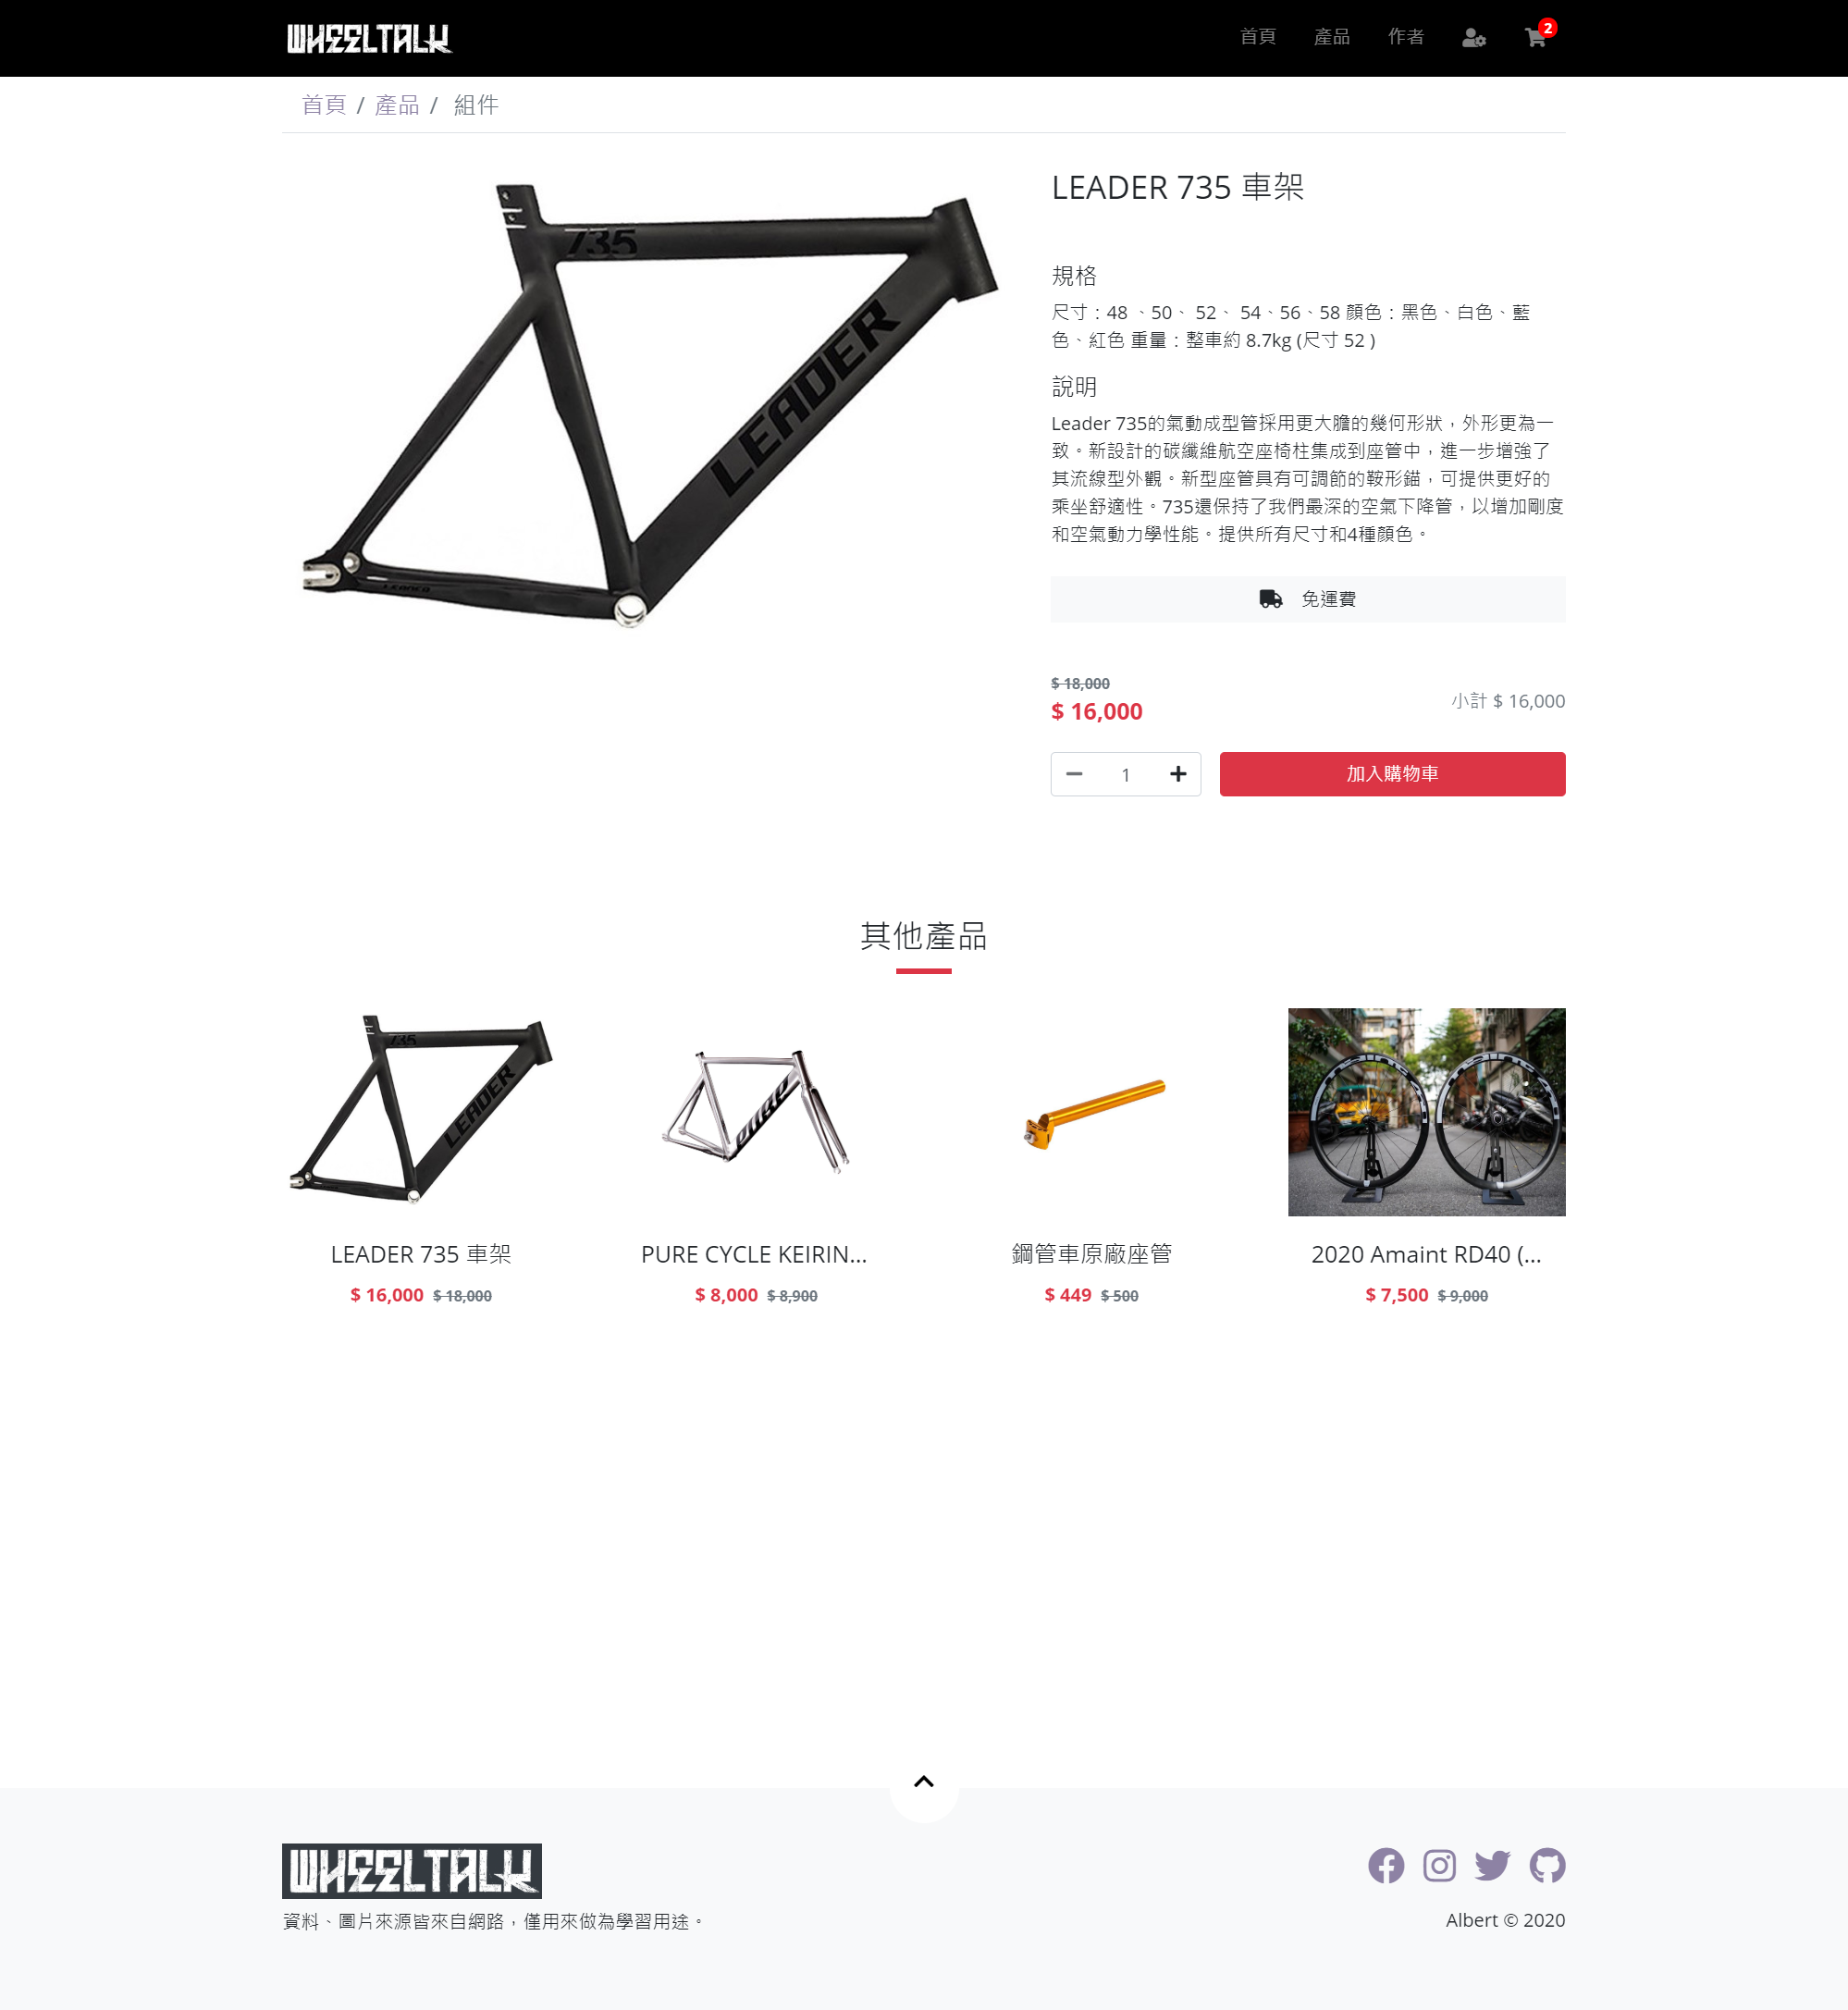 WHEELTALK
首頁 產品 作者 2
首頁 / 產品 / 組件
735
LEADER
LEADER
LEADER 735 車架
規格
尺寸：48 、50、 52、 54、56、58 顏色：黑色、白色、藍
色、紅色 重量：整車約 8.7kg (尺寸 52 )
說明
Leader 735的氣動成型管採用更大膽的幾何形狀，外形更為一
致。新設計的碳纖維航空座椅柱集成到座管中，進一步增強了
其流線型外觀。新型座管具有可調節的鞍形錨，可提供更好的
乘坐舒適性。735還保持了我們最深的空氣下降管，以增加剛度
和空氣動力學性能。提供所有尺寸和4種顏色。
免運費
$ 18,000
$ 16,000
小計 $ 16,000
1
加入購物車
其他產品
735
LEADER
LEADER 735 車架
$ 16,000 $ 18,000
PURE CYCLE KEIRIN...
$ 8,000 $ 8,900
鋼管車原廠座管
$ 449 $ 500
2020 Amaint RD40 (...
$ 7,500 $ 9,000
WHEELTALK
資料、圖片來源皆來自網路，僅用來做為學習用途。
Albert © 2020